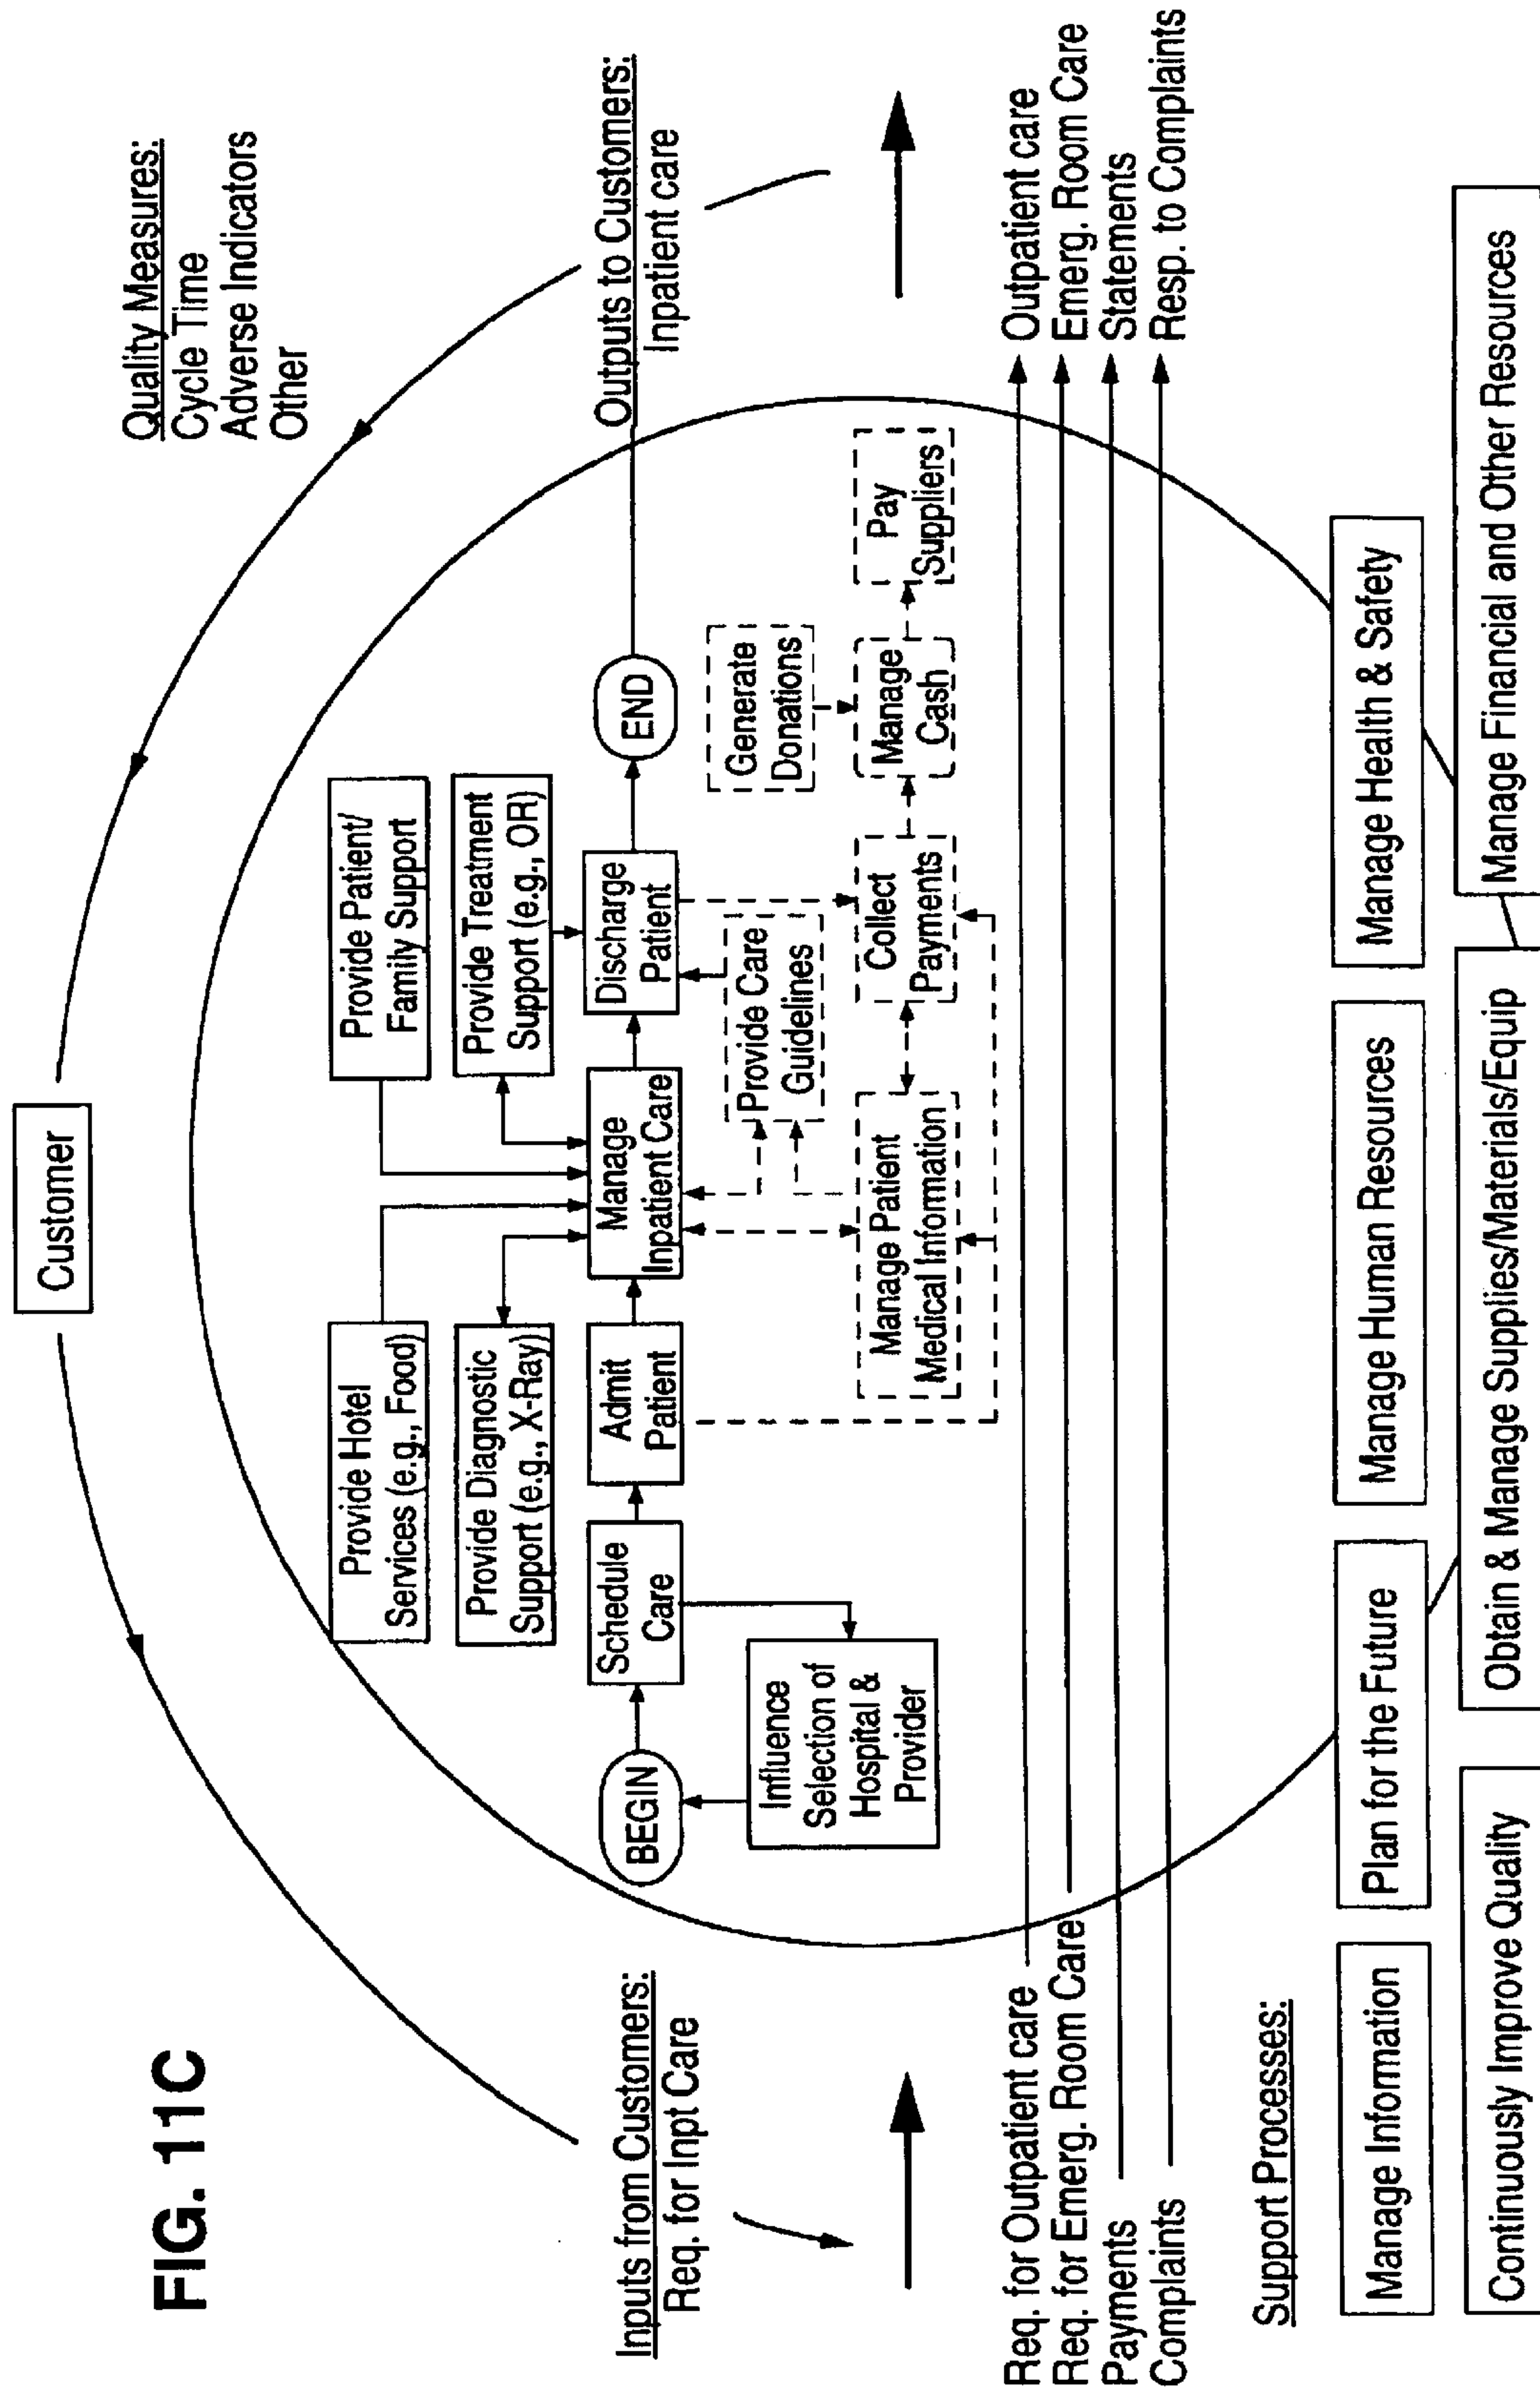 FIG. 11C
Customer
Quality Measures:
Cycle Time
Adverse Indicators
Other
Inputs from Customers:
Req. for Inpt Care
Outputs to Customers:
Inpatient care
Provide Hotel
Services (e.g., Food)
Provide Patient/
Family Support
Provide Diagnostic
Support (e.g., X-Ray)
Provide Treatment
Support (e.g., OR)
BEGIN
Schedule
Care
Admit
Patient
Manage
Inpatient Care
Discharge
Patient
END
Influence
Selection of
Hospital &
Provider
Provide Care
Guidelines
Generate
Donations
Manage Patient
Medical Information
Collect
Payments
Manage
Cash
Pay
Suppliers
Req. for Outpatient care
Outpatient care
Req. for Emerg. Room Care
Emerg. Room Care
Payments
Statements
Complaints
Resp. to Complaints
Support Processes:
Manage Information
Plan for the Future
Manage Human Resources
Manage Health & Safety
Continuously Improve Quality
Obtain & Manage Supplies/Materials/Equip
Manage Financial and Other Resources